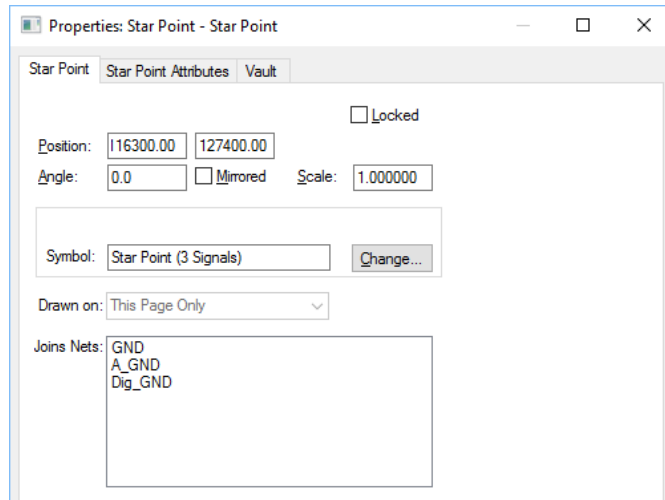 Properties: Star Point - Star Point
Star Point Star Point Attributes Vault
Locked
Position: 116300.00 127400.00
Angle: 0.0 Mirrored Scale: 1.000000
Symbol: Star Point (3 Signals) Change...
Drawn on: This Page Only
Joins Nets: GND
A_GND
Dig_GND